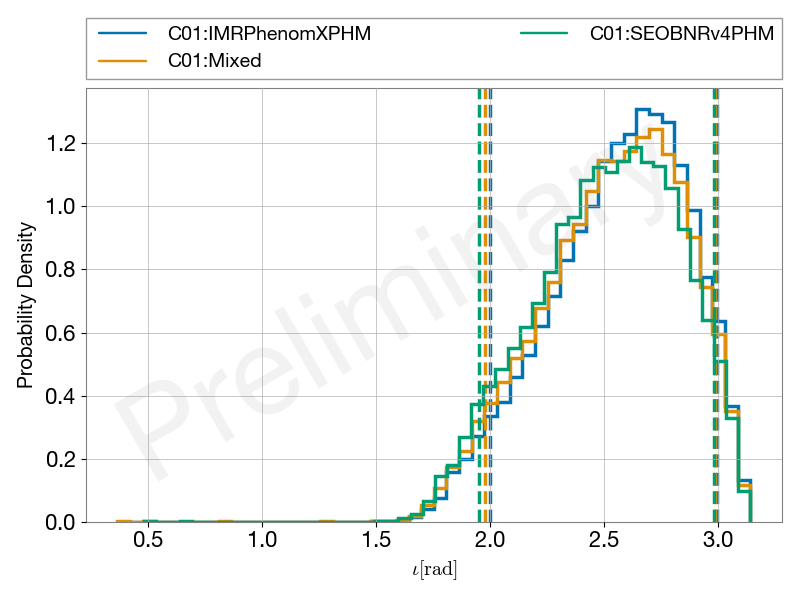 C01:IMRPhenomXPHM
C01:Mixed
C01:SEOBNRv4PHM
Preliminary
Probability Density
1.2
1.0
0.8
0.6
0.4
0.2
0.0
0.5 1.0 1.5 2.0 2.5 3.0
ι[rad]